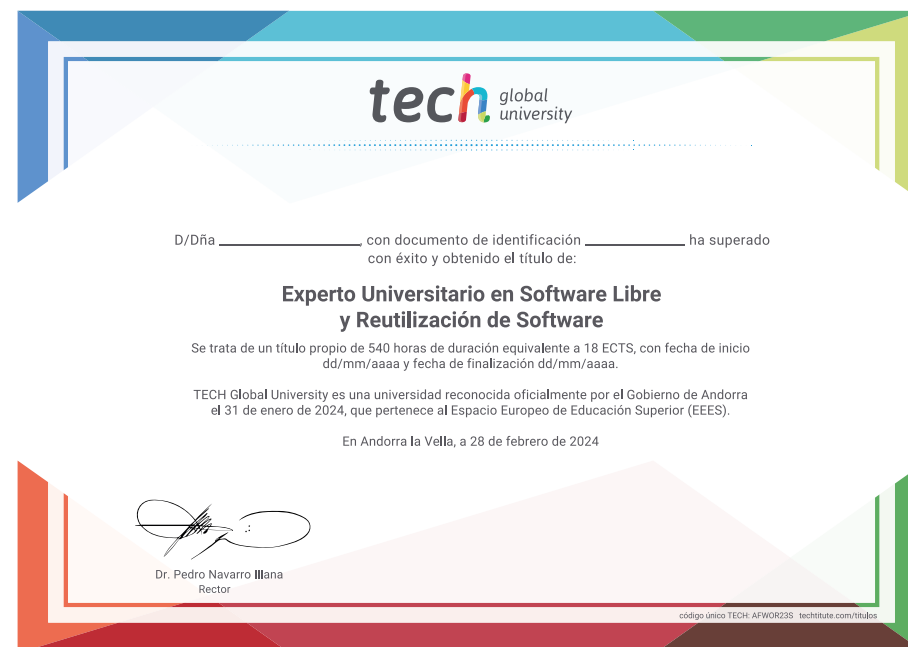 tech global university
D/Dña ____________________, con documento de identificación ______________ ha superado
con éxito y obtenido el título de:
Experto Universitario en Software Libre
y Reutilización de Software
Se trata de un título propio de 540 horas de duración equivalente a 18 ECTS, con fecha de inicio
dd/mm/aaaa y fecha de finalización dd/mm/aaaa.
TECH Global University es una universidad reconocida oficialmente por el Gobierno de Andorra
el 31 de enero de 2024, que pertenece al Espacio Europeo de Educación Superior (EEES).
En Andorra la Vella, a 28 de febrero de 2024
Dr. Pedro Navarro Illana
Rector
código único TECH: AFWOR23S techtitute.com/titulos